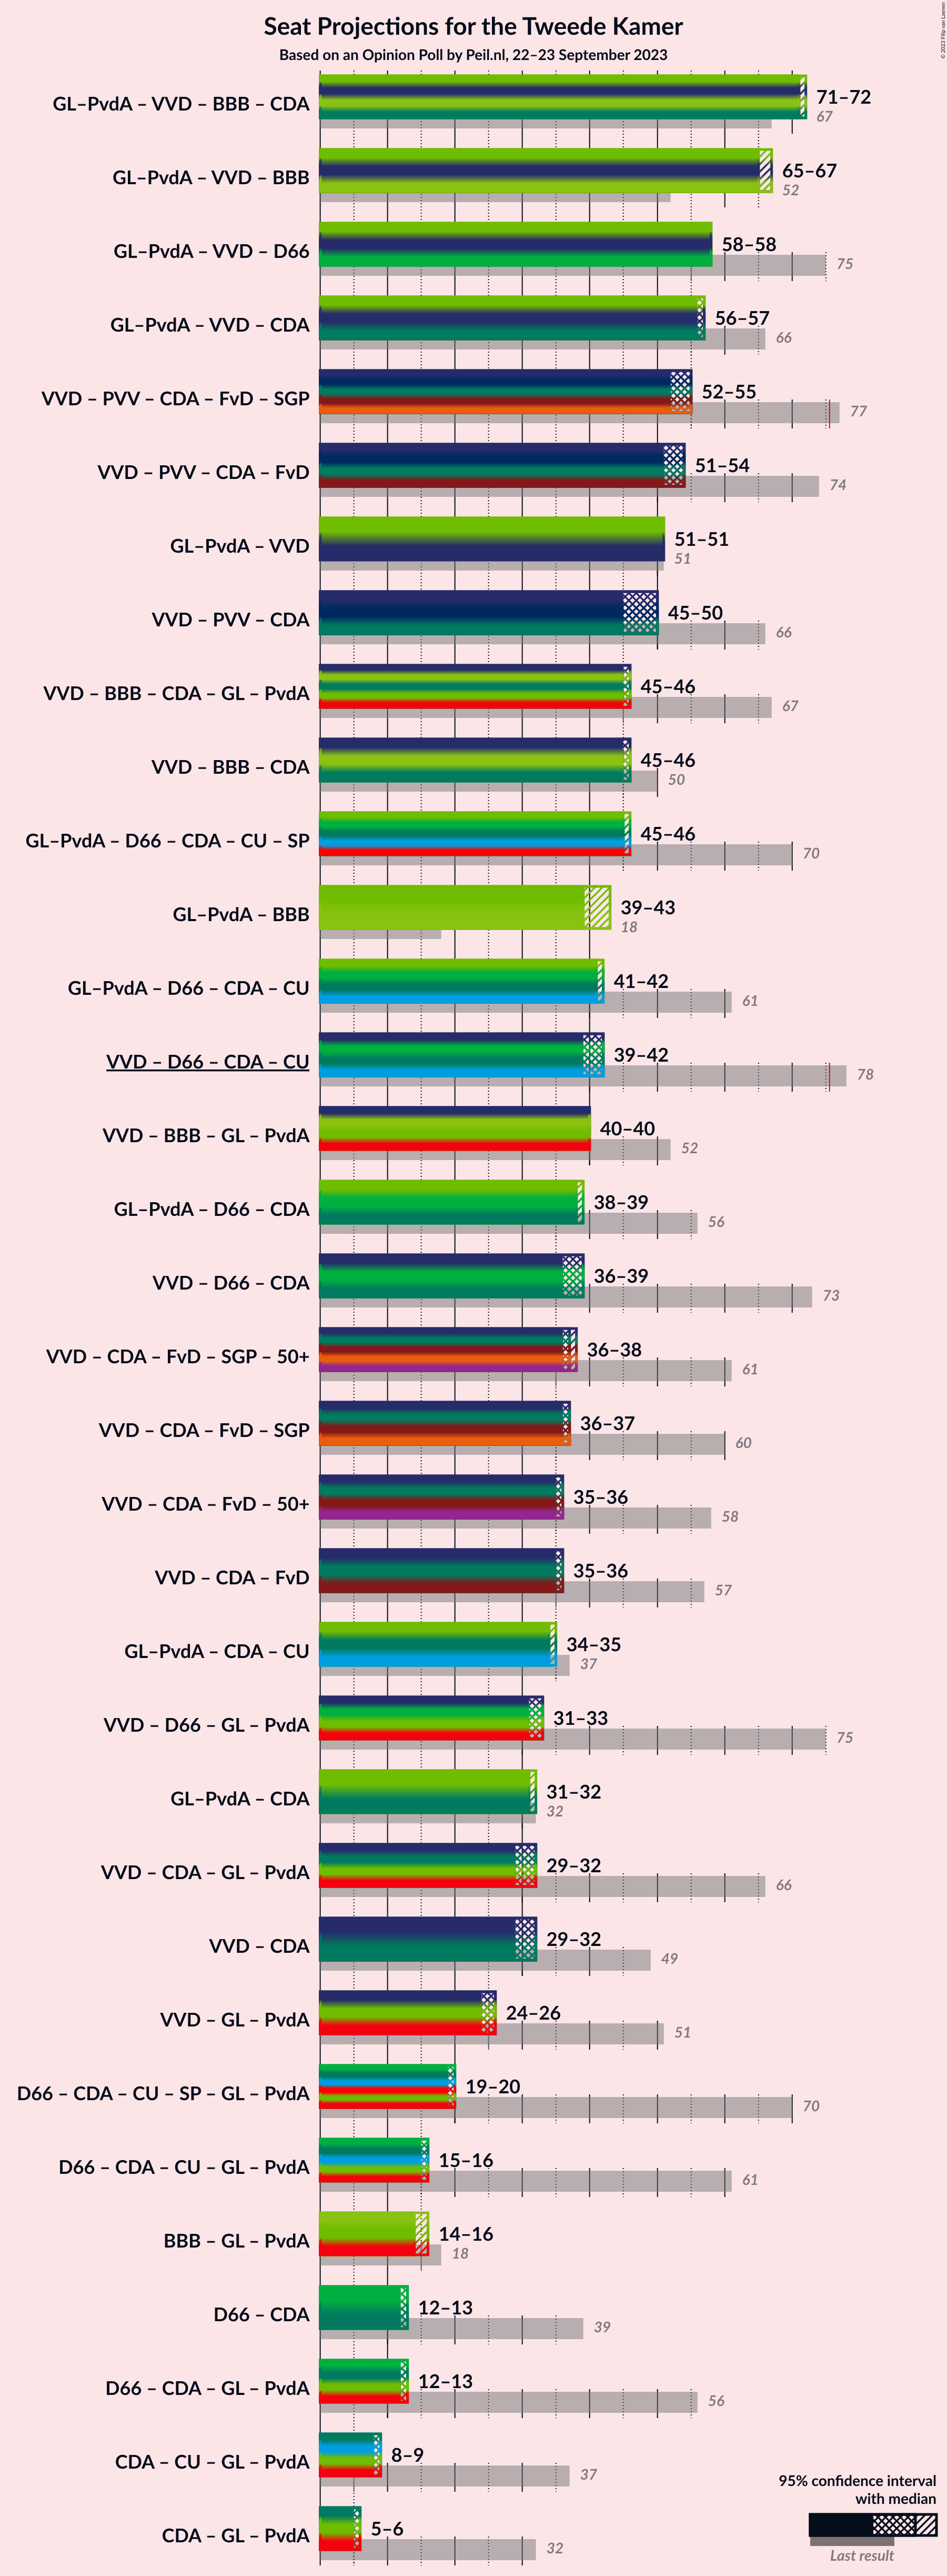 Seat Projections for the Tweede Kamer
Based on an Opinion Poll by Peil.nl, 22–23 September 2023
© 2023 Filip van Laenen
GL–PvdA – VVD – BBB – CDA
71–72
67
GL–PvdA – VVD – BBB
65–67
52
GL–PvdA – VVD – D66
58–58
75
GL–PvdA – VVD – CDA
56–57
66
VVD – PVV – CDA – FvD – SGP
52–55
77
VVD – PVV – CDA – FvD
51–54
74
GL–PvdA – VVD
51–51
51
VVD – PVV – CDA
45–50
66
VVD – BBB – CDA – GL – PvdA
45–46
67
VVD – BBB – CDA
45–46
50
GL–PvdA – D66 – CDA – CU – SP
45–46
70
GL–PvdA – BBB
39–43
18
GL–PvdA – D66 – CDA – CU
41–42
61
VVD – D66 – CDA – CU
39–42
78
VVD – BBB – GL – PvdA
40–40
52
GL–PvdA – D66 – CDA
38–39
56
VVD – D66 – CDA
36–39
73
VVD – CDA – FvD – SGP – 50+
36–38
61
VVD – CDA – FvD – SGP
36–37
60
VVD – CDA – FvD – 50+
35–36
58
VVD – CDA – FvD
35–36
57
GL–PvdA – CDA – CU
34–35
37
VVD – D66 – GL – PvdA
31–33
75
GL–PvdA – CDA
31–32
32
VVD – CDA – GL – PvdA
29–32
66
VVD – CDA
29–32
49
VVD – GL – PvdA
24–26
51
D66 – CDA – CU – SP – GL – PvdA
19–20
70
D66 – CDA – CU – GL – PvdA
15–16
61
BBB – GL – PvdA
14–16
18
D66 – CDA
12–13
39
D66 – CDA – GL – PvdA
12–13
56
CDA – CU – GL – PvdA
8–9
37
CDA – GL – PvdA
5–6
32
95% confidence interval
with median
Last result